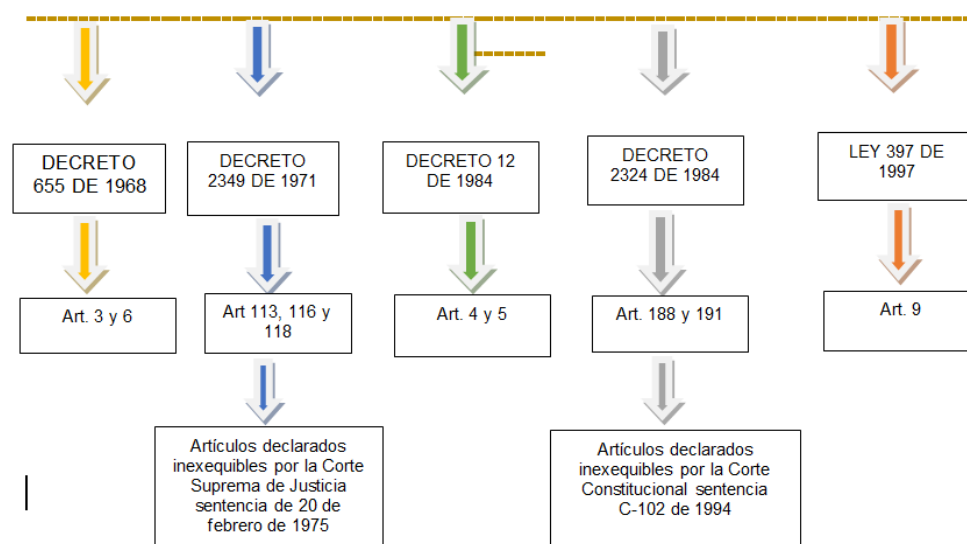 DECRETO
655 DE 1968
DECRETO
2349 DE 1971
DECRETO 12
DE 1984
DECRETO
2324 DE 1984
LEY 397 DE
1997
Art. 3 y 6
Art 113, 116 y
118
Art. 4 y 5
Art. 188 y 191
Art. 9
Artículos declarados
inexequibles por la Corte
Suprema de Justicia
sentencia de 20 de
febrero de 1975
Artículos declarados
inexequibles por la Corte
Constitucional sentencia
C-102 de 1994